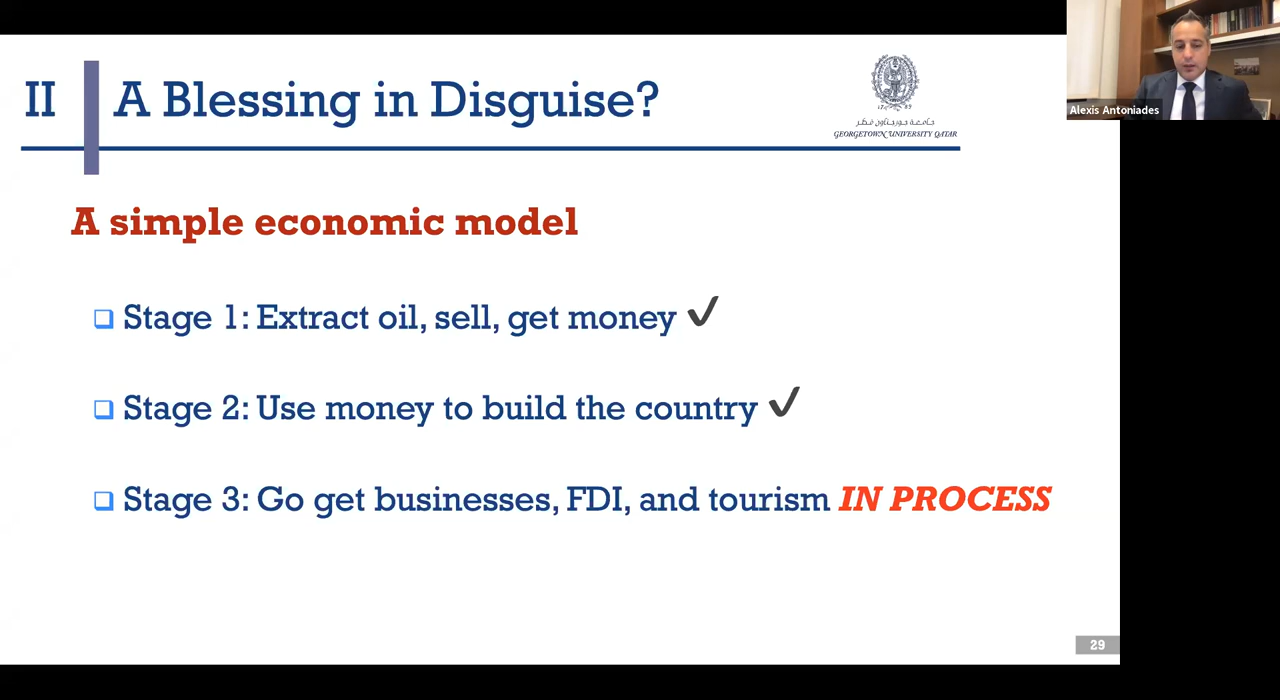 II A Blessing in Disguise?
جامعة جورجتاون قطر
GEORGETOWN UNIVERSITY QATAR
Alexis Antoniades
A simple economic model
Stage 1: Extract oil, sell, get money ✓
Stage 2: Use money to build the country ✓
Stage 3: Go get businesses, FDI, and tourism IN PROCESS
29